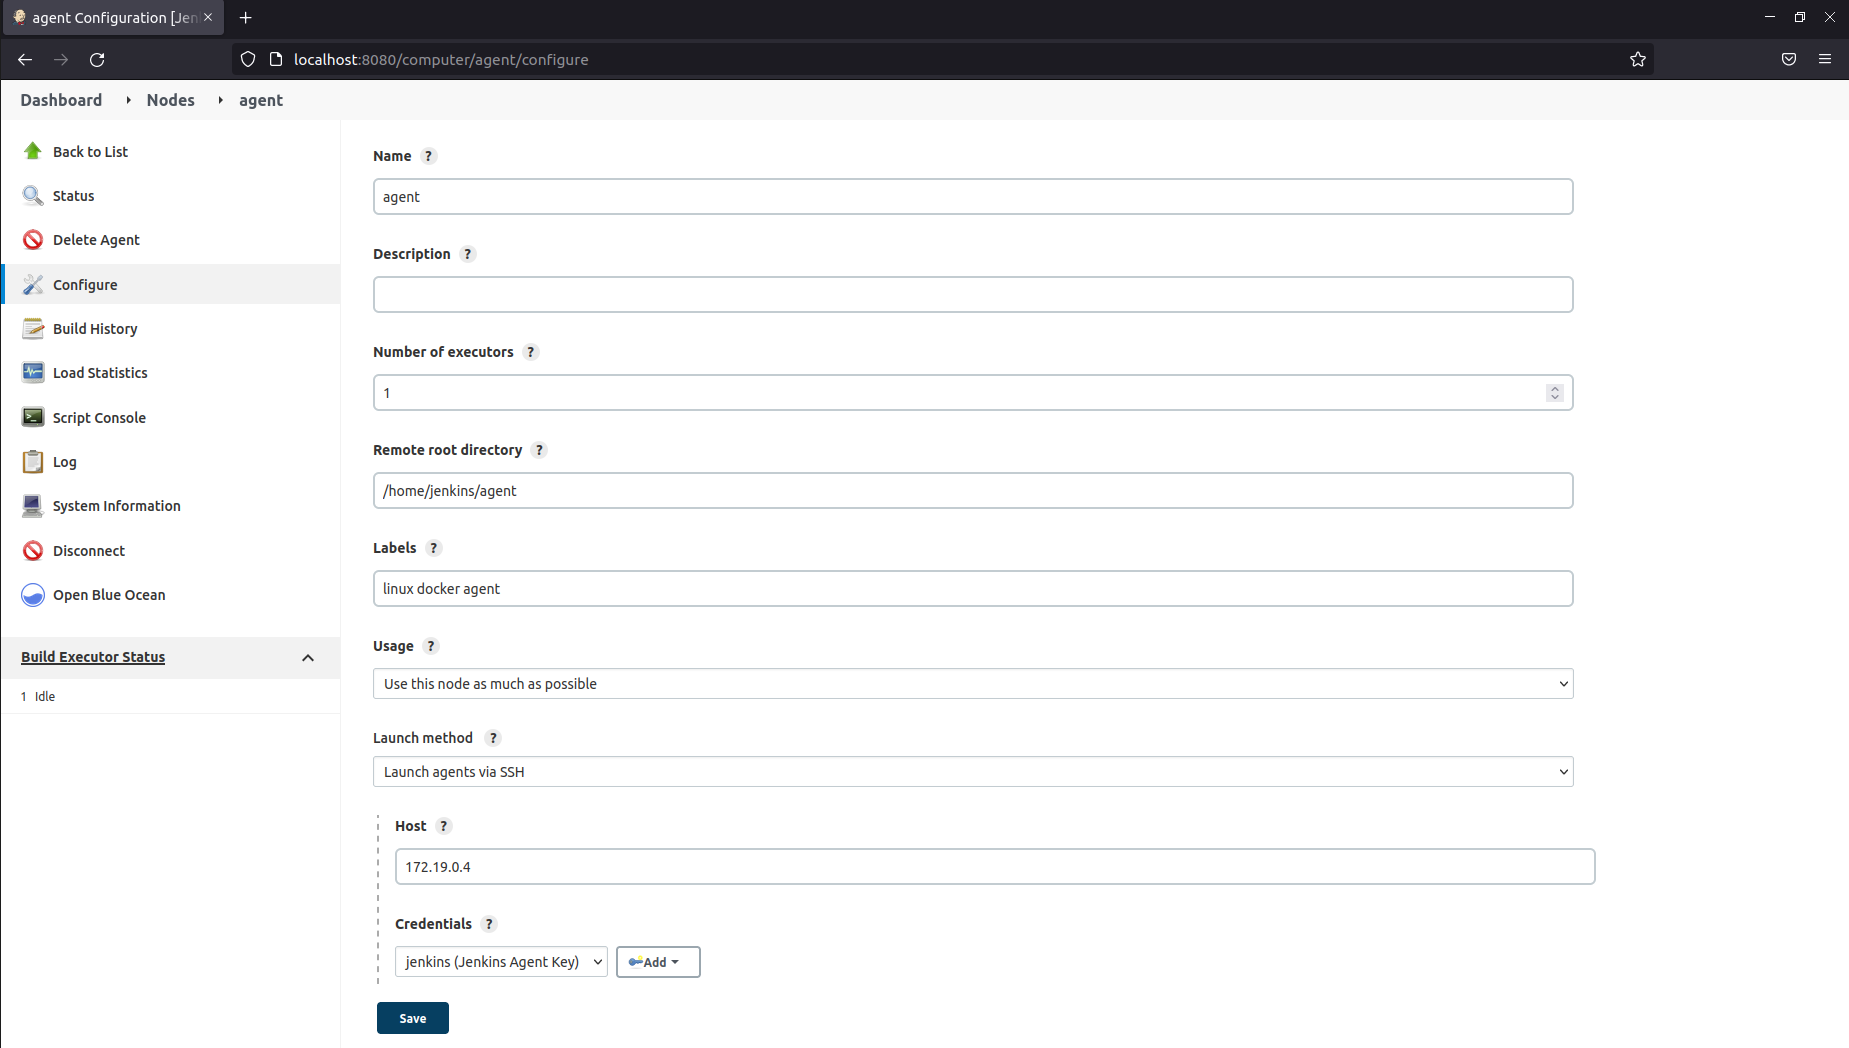 agent Configuration [Jen
localhost:8080/computer/agent/configure
Dashboard Nodes agent
Back to List
Status
Delete Agent
Configure
Build History
Load Statistics
Script Console
Log
System Information
Disconnect
Open Blue Ocean
Build Executor Status
1 Idle
Name ?
agent
Description ?
Number of executors ?
1
Remote root directory ?
/home/jenkins/agent
Labels ?
linux docker agent
Usage ?
Use this node as much as possible
Launch method ?
Launch agents via SSH
Host ?
172.19.0.4
Credentials ?
jenkins (Jenkins Agent Key) Add
Save